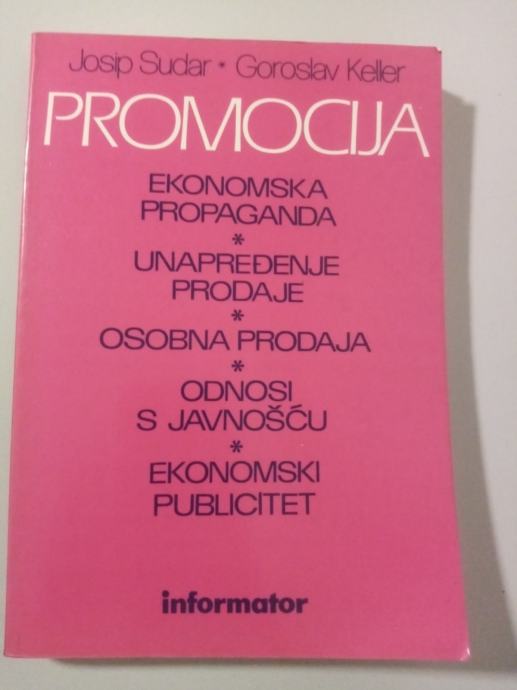 Josip Sudar * Goroslav Keller
PROMOCIJA
EKONOMSKA
PROPAGANDA
*
UNAPREĐENJE
PRODAJE
*
OSOBNA PRODAJA
*
ODNOSI
S JAVNOŠĆU
*
EKONOMSKI
PUBLICITET
informator